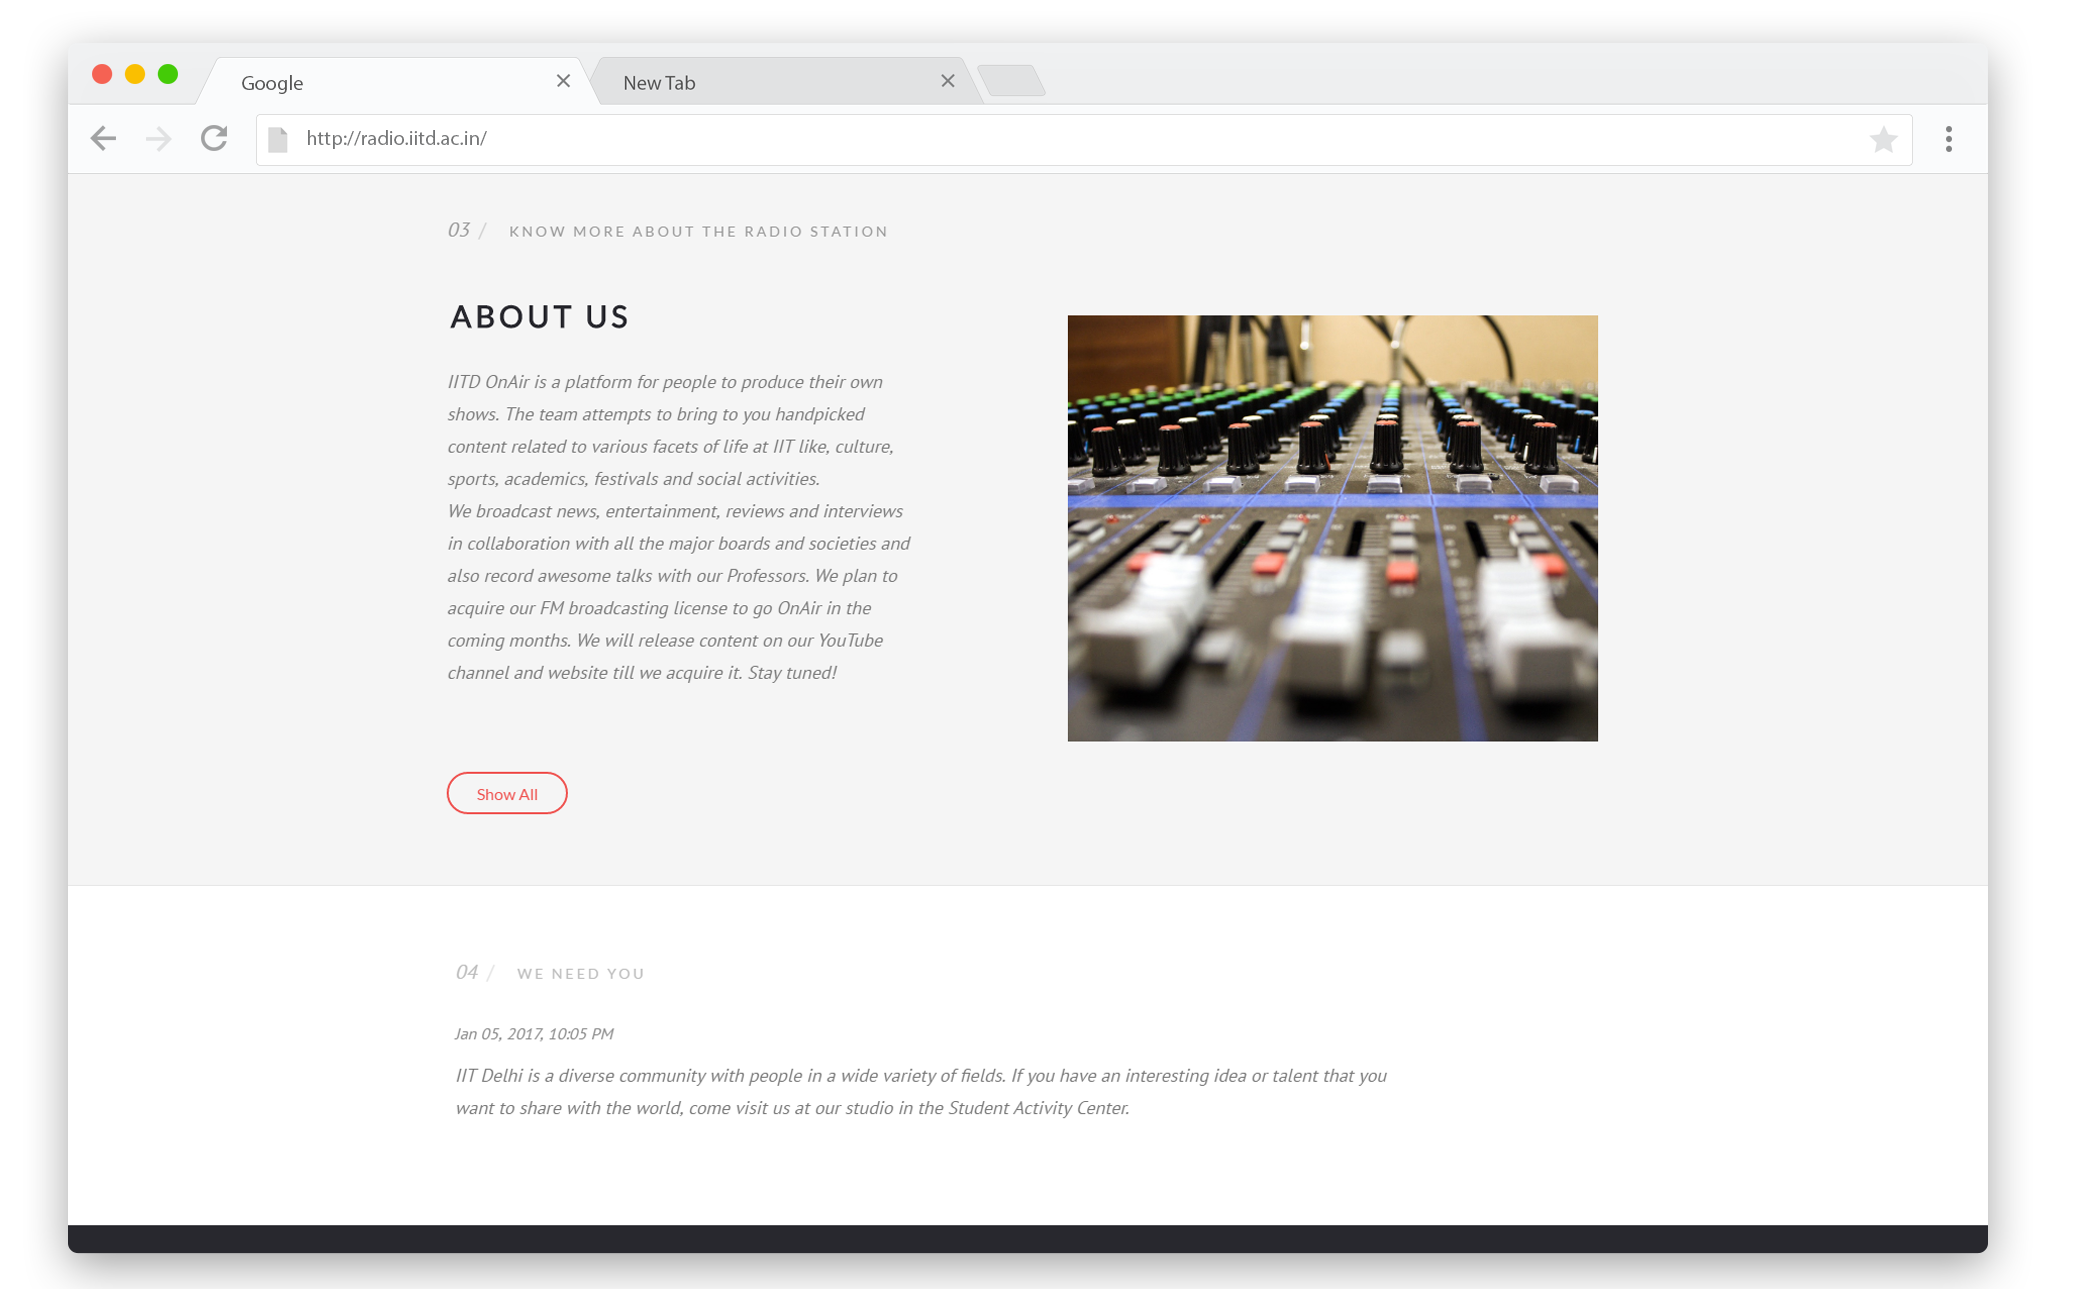 Google
New Tab
http://radio.iitd.ac.in/
03 / KNOW MORE ABOUT THE RADIO STATION
ABOUT US
IITD OnAir is a platform for people to produce their own
shows. The team attempts to bring to you handpicked
content related to various facets of life at IIT like, culture,
sports, academics, festivals and social activities.
We broadcast news, entertainment, reviews and interviews
in collaboration with all the major boards and societies and
also record awesome talks with our Professors. We plan to
acquire our FM broadcasting license to go OnAir in the
coming months. We will release content on our YouTube
channel and website till we acquire it. Stay tuned!
Show All
04 / WE NEED YOU
Jan 05, 2017, 10:05 PM
IIT Delhi is a diverse community with people in a wide variety of fields. If you have an interesting idea or talent that you
want to share with the world, come visit us at our studio in the Student Activity Center.